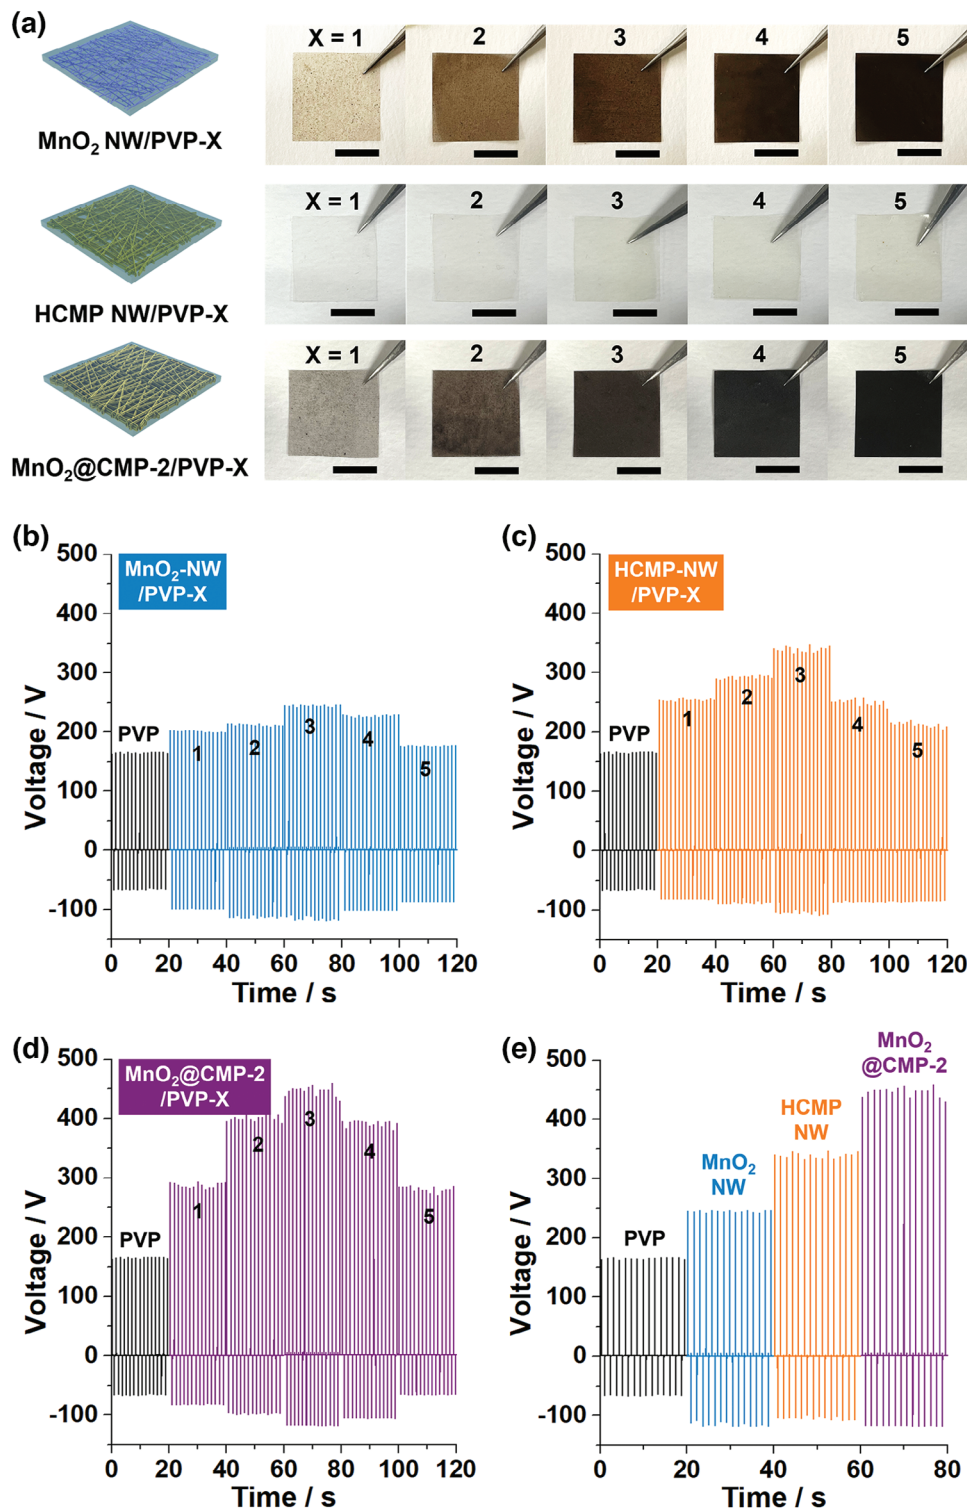 (a)
X = 1 2 3 4 5
MnO₂ NW/PVP-X
X = 1 2 3 4 5
HCMP NW/PVP-X
X = 1 2 3 4 5
MnO₂@CMP-2/PVP-X
(b)
MnO₂-NW
/PVP-X
500
400
300
200
100
0
-100
Voltage / V
PVP
1
2
3
4
5
0 20 40 60 80 100 120
Time / s
(c)
HCMP-NW
/PVP-X
500
400
300
200
100
0
-100
Voltage / V
PVP
1
2
3
4
5
0 20 40 60 80 100 120
Time / s
(d)
MnO₂@CMP-2
/PVP-X
500
400
300
200
100
0
-100
Voltage / V
PVP
1
2
3
4
5
0 20 40 60 80 100 120
Time / s
(e)
500
400
300
200
100
0
-100
Voltage / V
PVP
MnO₂
NW
HCMP
NW
MnO₂
@CMP-2
0 20 40 60 80
Time / s